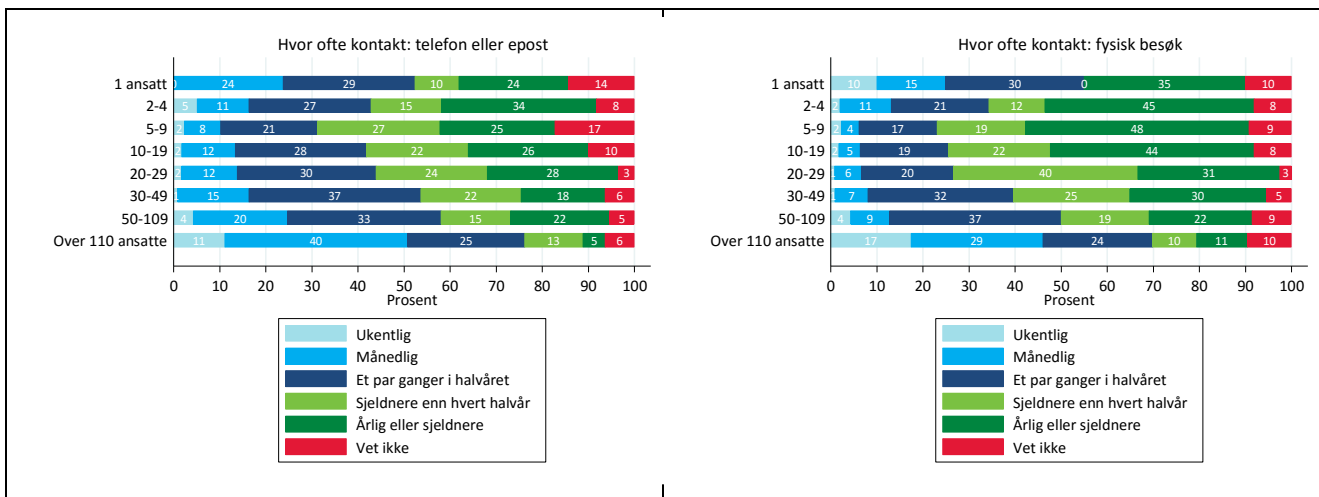 Hvor ofte kontakt: telefon eller epost
1 ansatt 0 24 29 10 24 14
2-4 5 11 27 15 34 8
5-9 2 8 21 27 25 17
10-19 2 12 28 22 26 10
20-29 2 12 30 24 28 3
30-49 1 15 37 22 18 6
50-109 4 20 33 15 22 5
Over 110 ansatte 11 40 25 13 5 6
0 10 20 30 40 50 60 70 80 90 100
Prosent
Ukentlig
Månedlig
Et par ganger i halvåret
Sjeldnere enn hvert halvår
Årlig eller sjeldnere
Vet ikke
Hvor ofte kontakt: fysisk besøk
1 ansatt 10 15 30 0 35 10
2-4 2 11 21 12 45 8
5-9 2 4 17 19 48 9
10-19 2 5 19 22 44 8
20-29 1 6 20 40 31 3
30-49 1 7 32 25 30 5
50-109 4 9 37 19 22 9
Over 110 ansatte 17 29 24 10 11 10
0 10 20 30 40 50 60 70 80 90 100
Prosent
Ukentlig
Månedlig
Et par ganger i halvåret
Sjeldnere enn hvert halvår
Årlig eller sjeldnere
Vet ikke